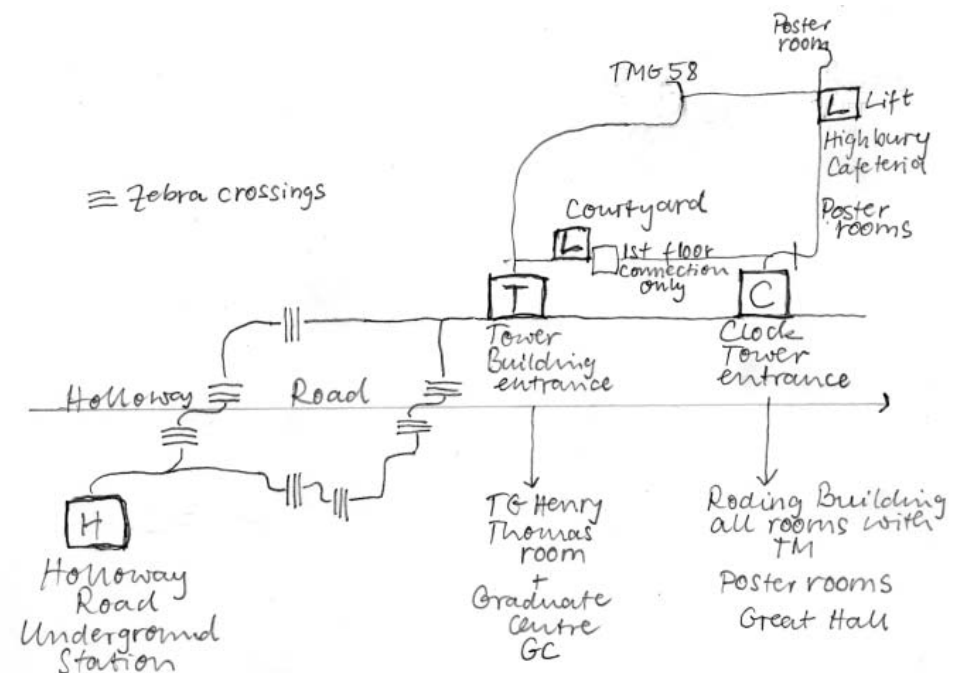 Poster
room
TMG58
L
Lift
Highbury
Cafeteria
Zebra crossings
Courtyard
Poster
rooms
L
1st floor
connection
only
T
C
Tower
Building
entrance
Clock
Tower
entrance
Holloway Road
H
Holloway
Road
Underground
Station
TG Henry
Thomas
room
+
Graduate
Centre
GC
Roding Building
all rooms with
TM
Poster rooms
Great Hall